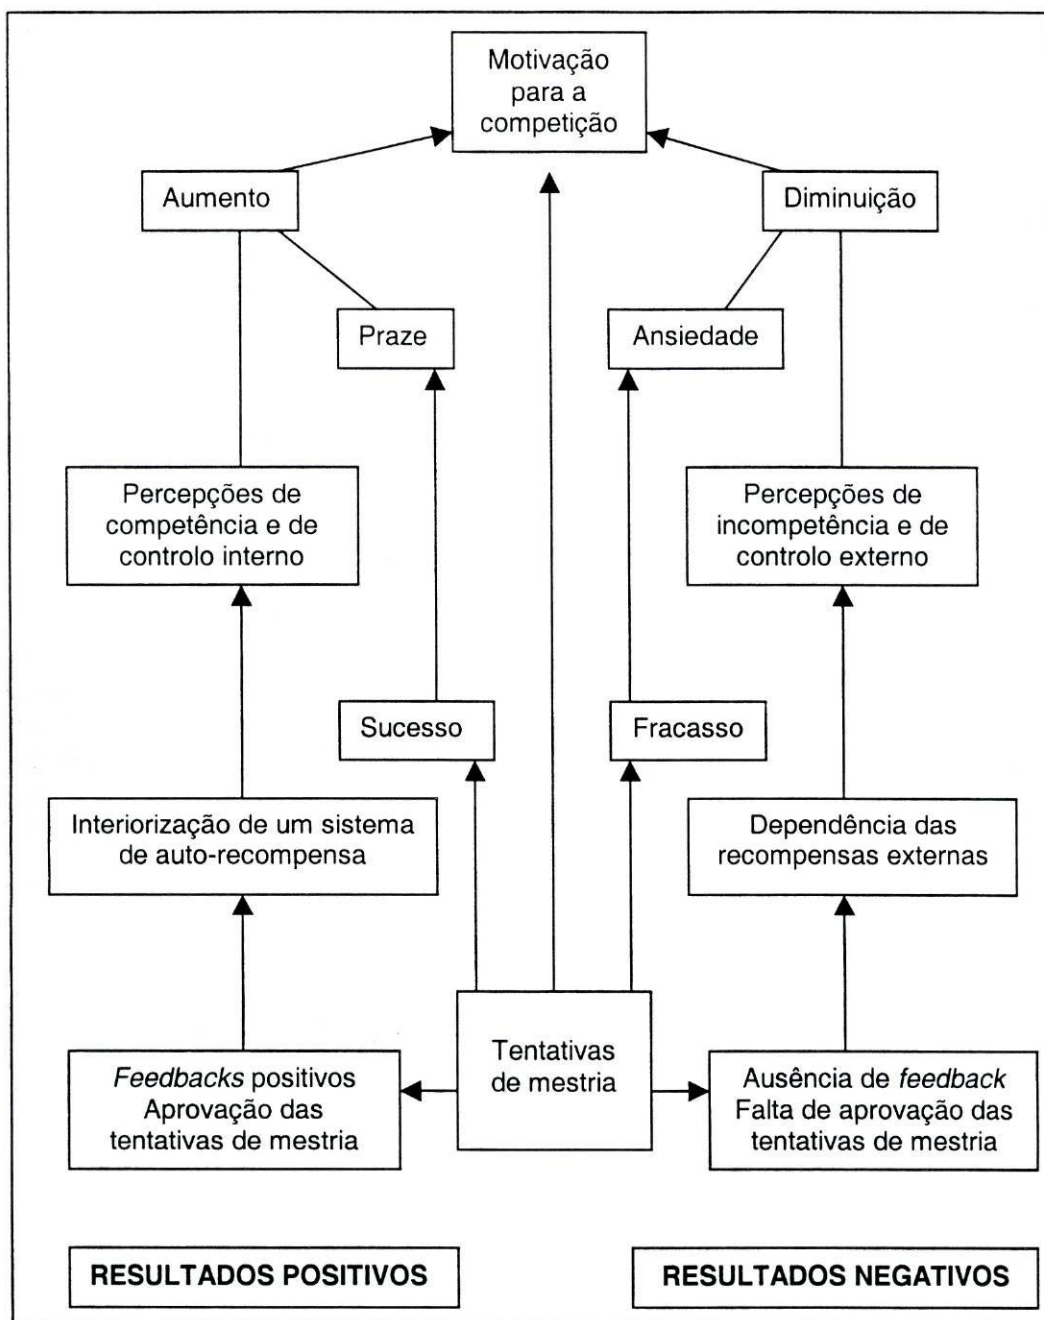 Motivação
para a
competição
Aumento
Diminuição
Praze
Ansiedade
Percepções de
competência e de
controlo interno
Percepções de
incompetência e de
controlo externo
Sucesso
Fracasso
Interiorização de um sistema
de auto-recompensa
Dependência das
recompensas externas
Tentativas
de mestria
Feedbacks positivos
Aprovação das
tentativas de mestria
Ausência de feedback
Falta de aprovação das
tentativas de mestria
RESULTADOS POSITIVOS
RESULTADOS NEGATIVOS